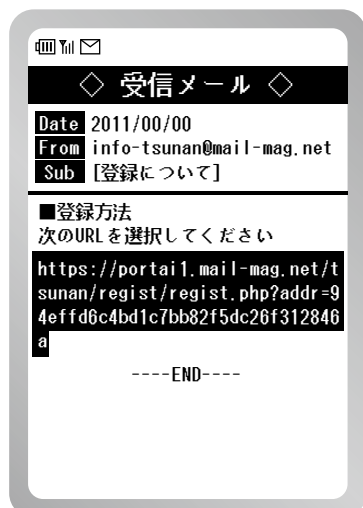 ◇ 受信メール ◇
Date 2011/00/00
From info-tsunan@mail-mag.net
Sub [登録について]
■登録方法
次のURLを選択してください
https://portai1.mail-mag.net/t
sunan/regist/regist.php?addr=9
4effd6c4bd1c7bb82f5dc26f312846
a
----END----